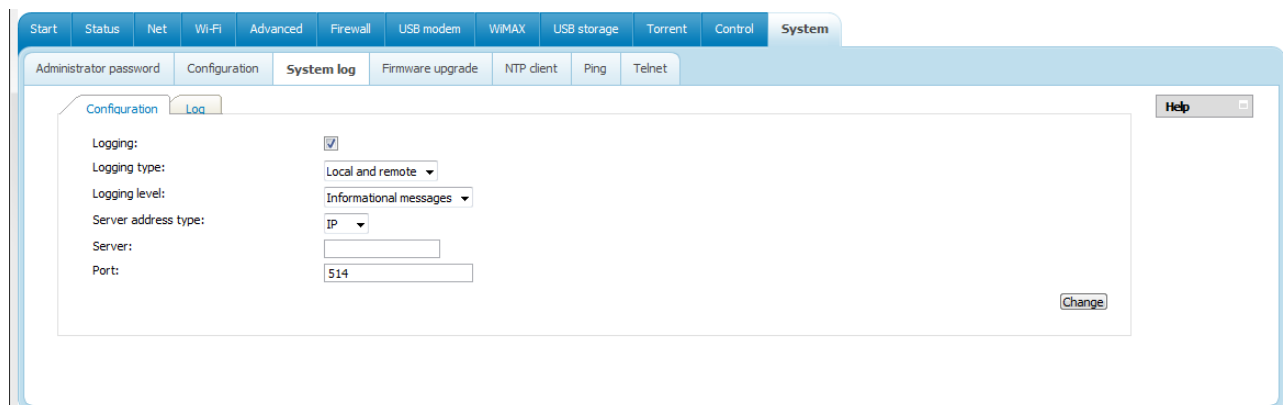 Start Status Net Wi-Fi Advanced Firewall USB modem WiMAX USB storage Torrent Control System
Administrator password Configuration System log Firmware upgrade NTP client Ping Telnet
Configuration Log
Help
Logging:
Logging type: Local and remote
Logging level: Informational messages
Server address type: IP
Server:
Port: 514
Change